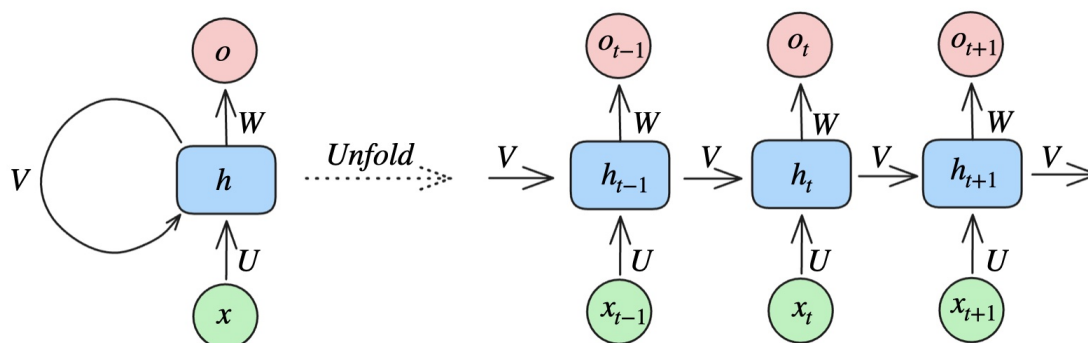 o
W
V
h
U
x
Unfold
o_{t-1} o_t o_{t+1}
W W W
V h_{t-1} V h_t V h_{t+1} V
U U U
x_{t-1} x_t x_{t+1}